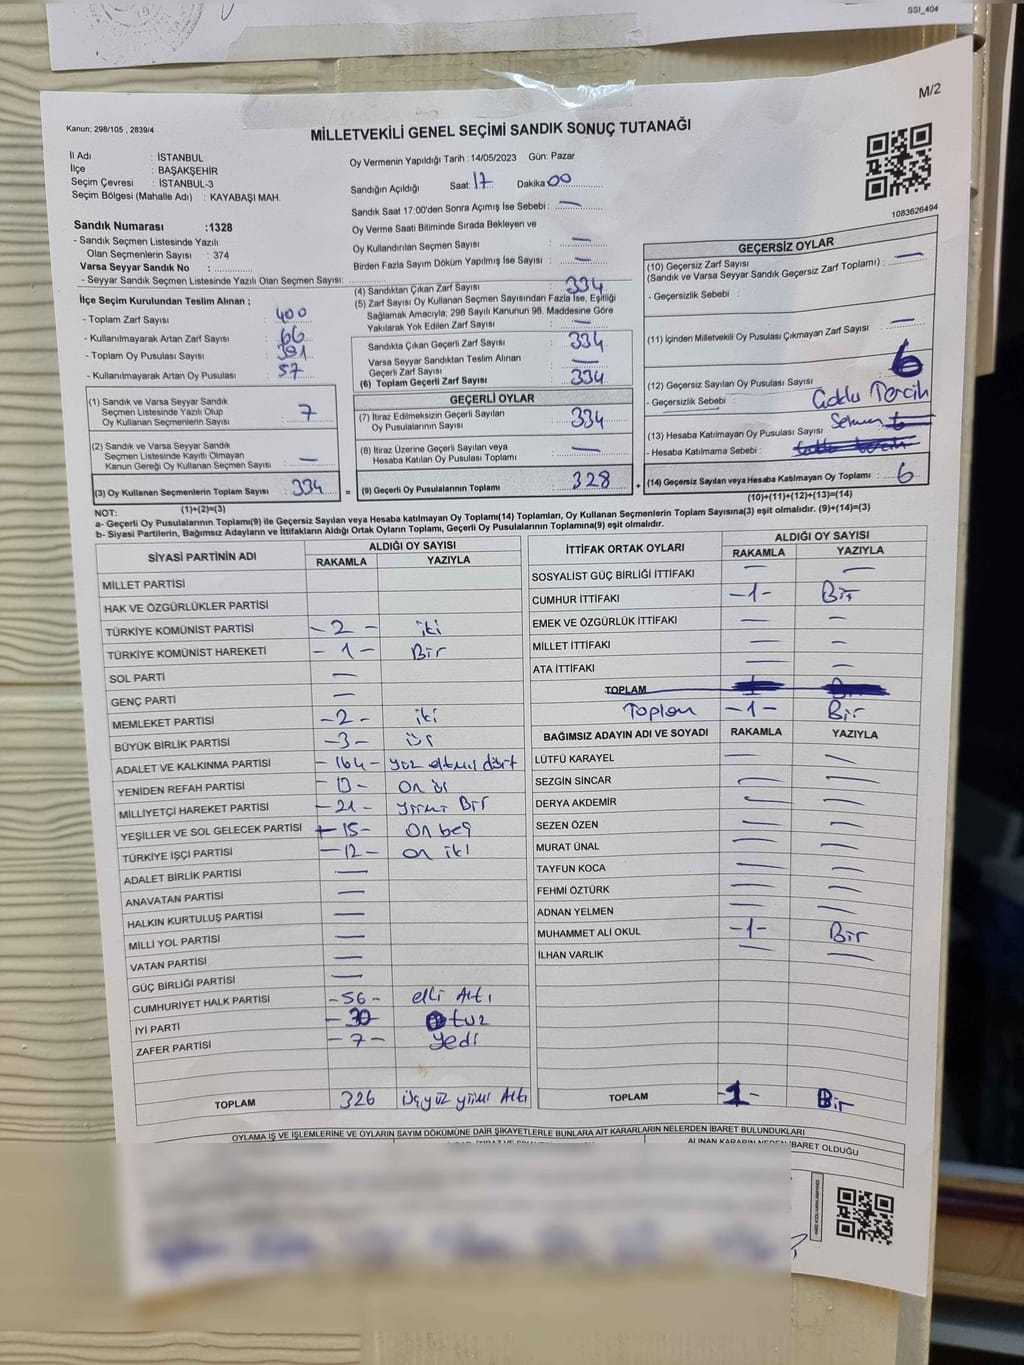 SSI_404
M/2
Kanun: 298/105 , 2839/4
MİLLETVEKİLİ GENEL SEÇİMİ SANDIK SONUÇ TUTANAĞI
İl Adı : İSTANBUL
İlçe : BAŞAKŞEHİR
Seçim Çevresi : İSTANBUL-3
Seçim Bölgesi (Mahalle Adı) : KAYABAŞI MAH.
Sandık Numarası :1328
- Sandık Seçmen Listesinde Yazılı
Olan Seçmenlerin Sayısı : 374
Varsa Seyyar Sandık No :
- Seyyar Sandık Seçmen Listesinde Yazılı Olan Seçmen Sayısı:
İlçe Seçim Kurulundan Teslim Alınan ;
- Toplam Zarf Sayısı : 400
- Kullanılmayarak Artan Zarf Sayısı : 66
- Toplam Oy Pusulası Sayısı : 391
- Kullanılmayarak Artan Oy Pusulası : 57
(1) Sandık ve Varsa Seyyar Sandık
Seçmen Listesinde Yazılı Olup
Oy Kullanan Seçmenlerin Sayısı : 7
(2) Sandık ve Varsa Seyyar Sandık
Seçmen Listesinde Kayıtlı Olmayan
Kanun Gereği Oy Kullanan Seçmen Sayısı : —
(3) Oy Kullanan Seçmenlerin Toplam Sayısı : 334 =
Oy Vermenin Yapıldığı Tarih :14/05/2023 Gün: Pazar
Sandığın Açıldığı Saat: 17 Dakika 00
Sandık Saat 17:00'den Sonra Açımış İse Sebebi : —
Oy Verme Saati Bitiminde Sırada Bekleyen ve
Oy Kullandırılan Seçmen Sayısı : —
Birden Fazla Sayım Döküm Yapılmış İse Sayısı : —
(4) Sandıktan Çıkan Zarf Sayısı : 334
(5) Zarf Sayısı Oy Kullanan Seçmen Sayısından Fazla İse, Eşitliği
Sağlamak Amacıyla, 298 Sayılı Kanunun 98. Maddesine Göre
Yakılarak Yok Edilen Zarf Sayısı : —
Sandıkta Çıkan Geçerli Zarf Sayısı : 334
Varsa Seyyar Sandıktan Teslim Alınan
Geçerli Zarf Sayısı : —
(6) Toplam Geçerli Zarf Sayısı : 334
GEÇERLİ OYLAR
(7) İtiraz Edilmeksizin Geçerli Sayılan
Oy Pusulalarının Sayısı : 334
(8) İtiraz Üzerine Geçerli Sayılan veya
Hesaba Katılan Oy Pusulası Toplamı : —
(9) Geçerli Oy Pusulalarının Toplamı : 328 +
1083626494
GEÇERSİZ OYLAR
(10) Geçersiz Zarf Sayısı
(Sandık ve Varsa Seyyar Sandık Geçersiz Zarf Toplamı) : —
- Geçersizlik Sebebi :
(11) İçinden Milletvekili Oy Pusulası Çıkmayan Zarf Sayısı : —
(12) Geçersiz Sayılan Oy Pusulası Sayısı : 6
- Geçersizlik Sebebi : Çoklu Tercih
(13) Hesaba Katılmayan Oy Pusulası Sayısı
- Hesaba Katılmama Sebebi :
(14) Geçersiz Sayılan veya Hesaba Katılmayan Oy Toplamı : 6
(1)+(2)=(3)
(10)+(11)+(12)+(13)=(14)
NOT:
a- Geçerli Oy Pusulalarının Toplamı(9) ile Geçersiz Sayılan veya Hesaba katılmayan Oy Toplamı(14) Toplamları, Oy Kullanan Seçmenlerin Toplam Sayısına(3) eşit olmalıdır. (9)+(14)=(3)
b- Siyasi Partilerin, Bağımsız Adayların ve İttifakların Aldığı Ortak Oyların Toplamı, Geçerli Oy Pusulalarının Toplamına(9) eşit olmalıdır.
SİYASİ PARTİNİN ADI ALDIĞI OY SAYISI
RAKAMLA YAZIYLA
MİLLET PARTİSİ
HAK VE ÖZGÜRLÜKLER PARTİSİ
TÜRKİYE KOMÜNİST PARTİSİ - 2 - iki
TÜRKİYE KOMÜNİST HAREKETİ - 1 - Bir
SOL PARTİ —
GENÇ PARTİ —
MEMLEKET PARTİSİ - 2 - iki
BÜYÜK BİRLİK PARTİSİ - 3 - üç
ADALET VE KALKINMA PARTİSİ - 164 - yüz altmış dört
YENİDEN REFAH PARTİSİ - 13 - on üç
MİLLİYETÇİ HAREKET PARTİSİ - 21 - yirmi Bir
YEŞİLLER VE SOL GELECEK PARTİSİ - 15 - On beş
TÜRKİYE İŞÇİ PARTİSİ - 12 - on iki
ADALET BİRLİK PARTİSİ —
ANAVATAN PARTİSİ —
HALKIN KURTULUŞ PARTİSİ —
MİLLİ YOL PARTİSİ —
VATAN PARTİSİ —
GÜÇ BİRLİĞİ PARTİSİ —
CUMHURİYET HALK PARTİSİ - 56 - elli Altı
İYİ PARTİ - 30 - Otuz
ZAFER PARTİSİ - 7 - yedi
TOPLAM 326 üçyüz yirmi Altı
İTTİFAK ORTAK OYLARI ALDIĞI OY SAYISI
RAKAMLA YAZIYLA
SOSYALİST GÜÇ BİRLİĞİ İTTİFAKI — —
CUMHUR İTTİFAKI - 1 - Bir
EMEK VE ÖZGÜRLÜK İTTİFAKI — —
MİLLET İTTİFAKI — —
ATA İTTİFAKI — —
TOPLAM
Toplam - 1 - Bir
BAĞIMSIZ ADAYIN ADI VE SOYADI RAKAMLA YAZIYLA
LÜTFÜ KARAYEL — —
SEZGİN SİNCAR — —
DERYA AKDEMİR — —
SEZEN ÖZEN — —
MURAT ÜNAL — —
TAYFUN KOCA — —
FEHMİ ÖZTÜRK — —
ADNAN YELMEN — —
MUHAMMET ALİ OKUL - 1 - Bir
İLHAN VARLIK — —
TOPLAM - 1 - Bir
OYLAMA İŞ VE İŞLEMLERİNE VE OYLARIN SAYIM DÖKÜMÜNE DAİR ŞİKAYETLERLE BUNLARA AİT KARARLARIN NELERDEN İBARET BULUNDUKLARI
ALINAN KARARIN NEDEN İBARET OLDUĞU